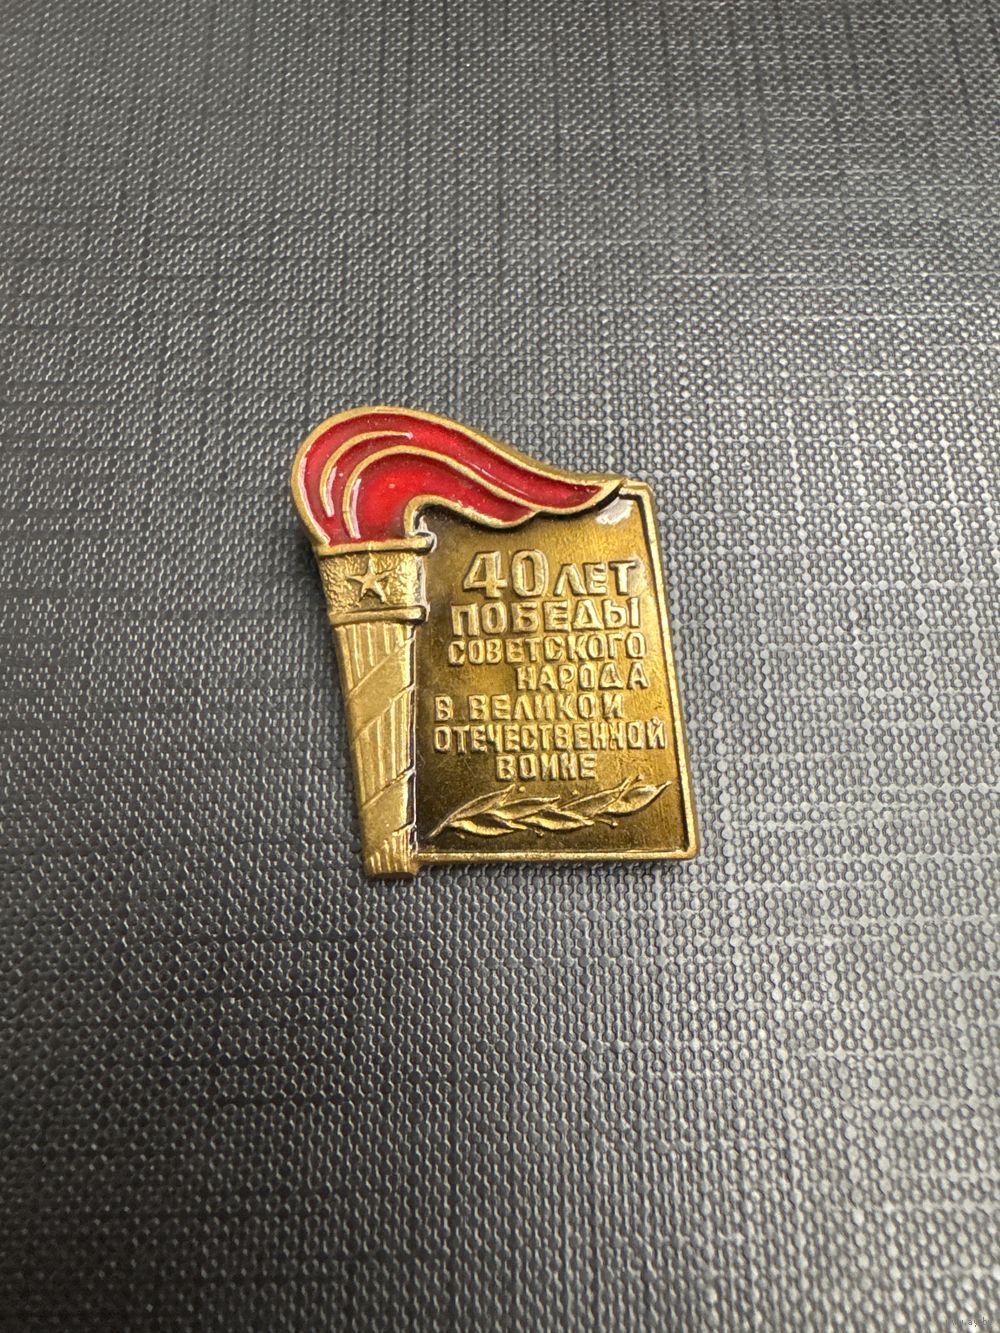 40 ЛЕТ
ПОБЕДЫ
СОВЕТСКОГО
НАРОДА
В ВЕЛИКОЙ
ОТЕЧЕСТВЕННОЙ
ВОЙНЕ